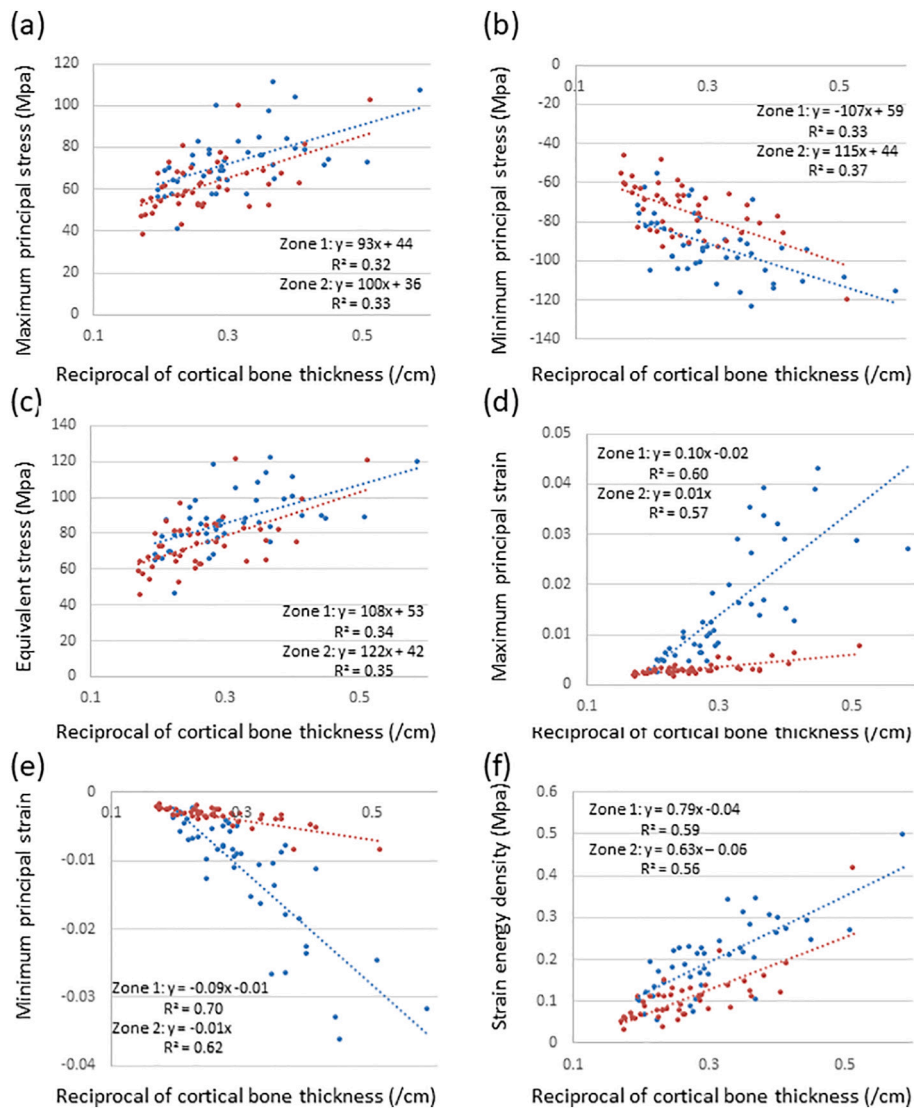 (a)
Maximum principal stress (Mpa)
120
100
80
60
40
20
0
0.1
0.3
0.5
Zone 1: y = 93x + 44
R² = 0.32
Zone 2: y = 100x + 36
R² = 0.33
Reciprocal of cortical bone thickness (/cm)
(b)
Minimum principal stress (Mpa)
0
-20
-40
-60
-80
-100
-120
-140
0.1
0.3
0.5
Zone 1: y = -107x + 59
R² = 0.33
Zone 2: y = 115x + 44
R² = 0.37
Reciprocal of cortical bone thickness (/cm)
(c)
Equivalent stress (Mpa)
140
120
100
80
60
40
20
0
0.1
0.3
0.5
Zone 1: y = 108x + 53
R² = 0.34
Zone 2: y = 122x + 42
R² = 0.35
Reciprocal of cortical bone thickness (/cm)
(d)
Maximum principal strain
0.05
0.04
0.03
0.02
0.01
0
0.1
0.3
0.5
Zone 1: y = 0.10x -0.02
R² = 0.60
Zone 2: y = 0.01x
R² = 0.57
Reciprocal of cortical bone thickness (/cm)
(e)
Minimum principal strain
0
-0.01
-0.02
-0.03
-0.04
0.1
0.3
0.5
Zone 1: y = -0.09x -0.01
R² = 0.70
Zone 2: y = -0.01x
R² = 0.62
Reciprocal of cortical bone thickness (/cm)
(f)
Strain energy density (Mpa)
0.6
0.5
0.4
0.3
0.2
0.1
0
0.1
0.3
0.5
Zone 1: y = 0.79x -0.04
R² = 0.59
Zone 2: y = 0.63x – 0.06
R² = 0.56
Reciprocal of cortical bone thickness (/cm)